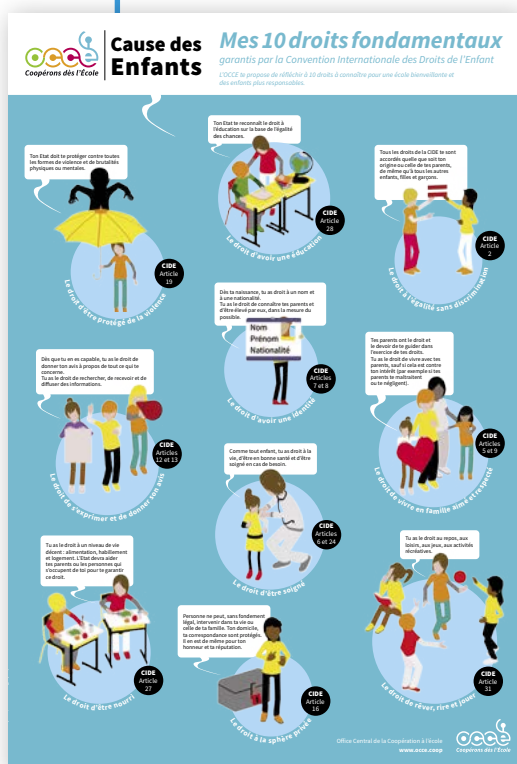 occe
Coopérons dès l'École
Cause des
Enfants
Mes 10 droits fondamentaux
garantis par la Convention Internationale des Droits de l'Enfant
L'OCCE te propose de réfléchir à 10 droits à connaître pour une école bienveillante et
des enfants plus responsables.
Ton Etat te reconnaît le droit à
l'éducation sur la base de l'égalité
des chances.
CIDE
Article
28
Le droit d'avoir une éducation
Ton Etat doit te protéger contre toutes
les formes de violence et de brutalités
physiques ou mentales.
CIDE
Article
19
Le droit d'être protégé de la violence
Tous les droits de la CIDE te sont
accordés quelle que soit ton
origine ou celle de tes parents,
de même qu'à tous les autres
enfants, filles et garçons.
CIDE
Article
2
Le droit à l'égalité sans discrimination
Dès ta naissance, tu as droit à un nom et
à une nationalité.
Tu as le droit de connaître tes parents et
d'être élevé par eux, dans la mesure du
possible.
Nom
Prénom
Nationalité
CIDE
Articles
7 et 8
Le droit d'avoir une identité
Dès que tu en es capable, tu as le droit de
donner ton avis à propos de tout ce qui te
concerne.
Tu as le droit de rechercher, de recevoir et de
diffuser des informations.
CIDE
Articles
12 et 13
Le droit de s'exprimer et de donner son avis
Tes parents ont le droit et
le devoir de te guider dans
l'exercice de tes droits.
Tu as le droit de vivre avec tes
parents, sauf si cela est contre
ton intérêt (par exemple si tes
parents te maltraitent
ou te négligent).
CIDE
Articles
5 et 9
Le droit de vivre en famille aimé et respecté
Comme tout enfant, tu as droit à la
vie, d'être en bonne santé et d'être
soigné en cas de besoin.
CIDE
Articles
6 et 24
Le droit d'être soigné
Tu as le droit à un niveau de vie
décent : alimentation, habillement
et logement. L'Etat devra aider
tes parents ou les personnes qui
s'occupent de toi pour te garantir
ce droit.
CIDE
Article
27
Le droit d'être nourri
Personne ne peut, sans fondement
légal, intervenir dans ta vie ou
celle de ta famille. Ton domicile,
ta correspondance sont protégés.
Il en est de même pour ton
honneur et ta réputation.
CIDE
Article
16
Le droit à la sphère privée
Tu as le droit au repos, aux
loisirs, aux jeux, aux activités
récréatives.
CIDE
Article
31
Le droit de rêver, rire et jouer
Office Central de la Coopération à l'école
www.occe.coop
occe
Coopérons dès l'École